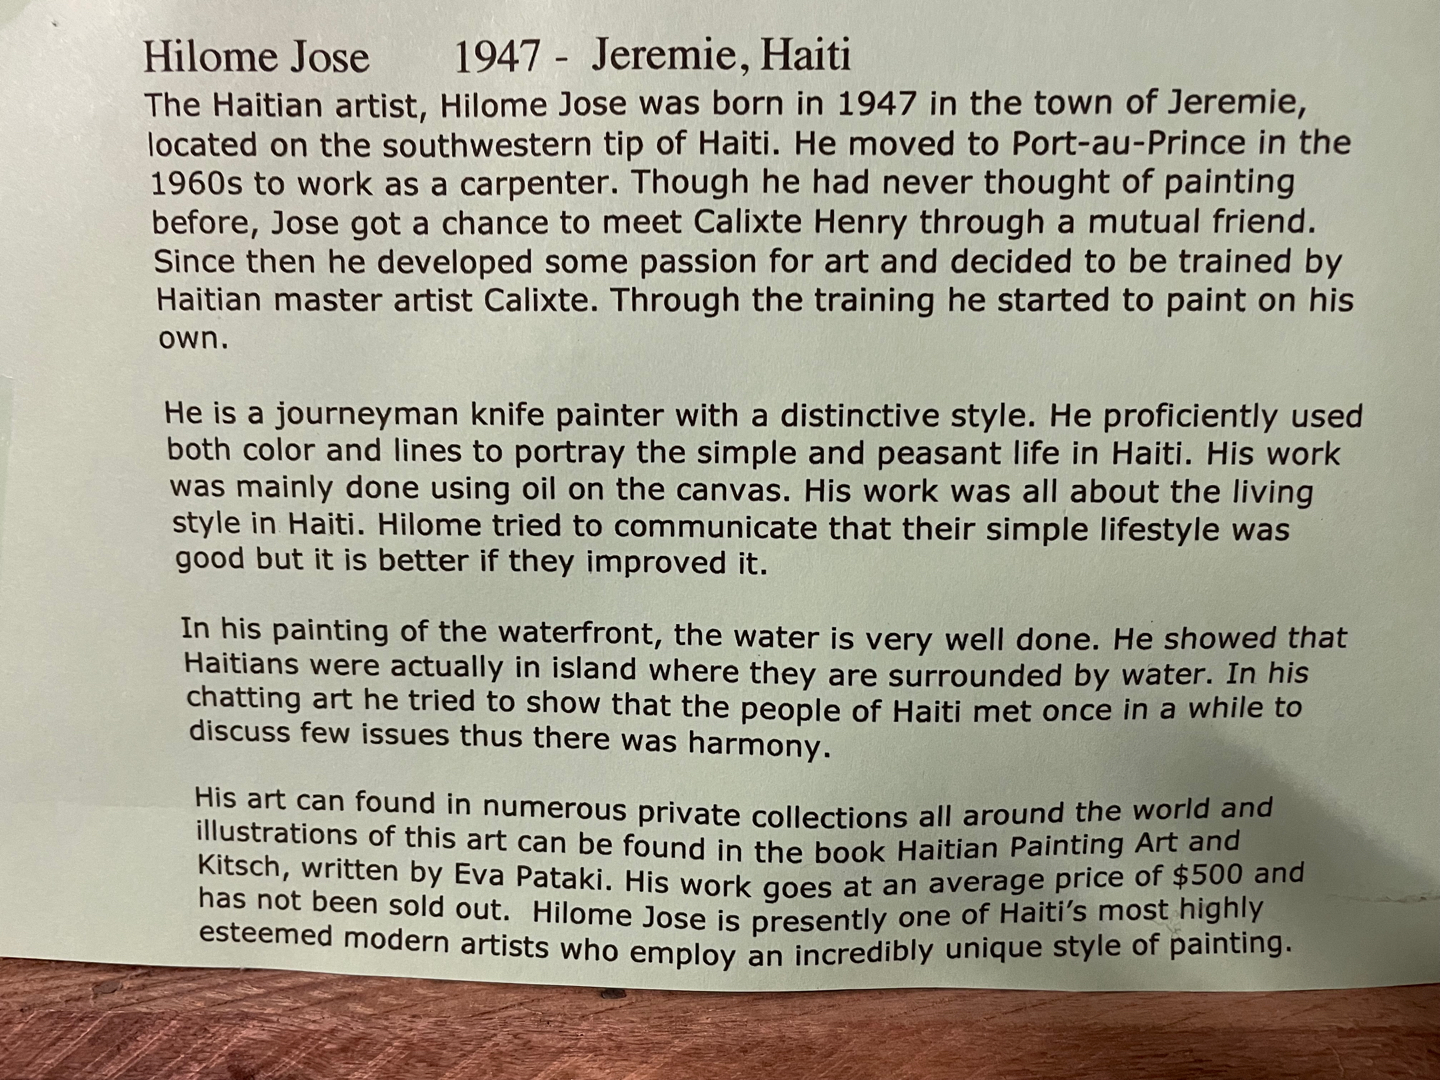 Hilome Jose 1947 - Jeremie, Haiti
The Haitian artist, Hilome Jose was born in 1947 in the town of Jeremie,
located on the southwestern tip of Haiti. He moved to Port-au-Prince in the
1960s to work as a carpenter. Though he had never thought of painting
before, Jose got a chance to meet Calixte Henry through a mutual friend.
Since then he developed some passion for art and decided to be trained by
Haitian master artist Calixte. Through the training he started to paint on his
own.
He is a journeyman knife painter with a distinctive style. He proficiently used
both color and lines to portray the simple and peasant life in Haiti. His work
was mainly done using oil on the canvas. His work was all about the living
style in Haiti. Hilome tried to communicate that their simple lifestyle was
good but it is better if they improved it.
In his painting of the waterfront, the water is very well done. He showed that
Haitians were actually in island where they are surrounded by water. In his
chatting art he tried to show that the people of Haiti met once in a while to
discuss few issues thus there was harmony.
His art can found in numerous private collections all around the world and
illustrations of this art can be found in the book Haitian Painting Art and
Kitsch, written by Eva Pataki. His work goes at an average price of $500 and
has not been sold out. Hilome Jose is presently one of Haiti's most highly
esteemed modern artists who employ an incredibly unique style of painting.